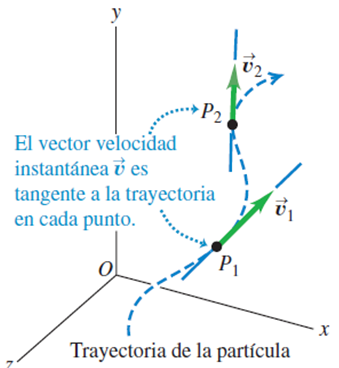 y
v⃗₂
P₂
El vector velocidad
instantánea v⃗ es
tangente a la trayectoria
en cada punto.
v⃗₁
O
P₁
x
z
Trayectoria de la partícula